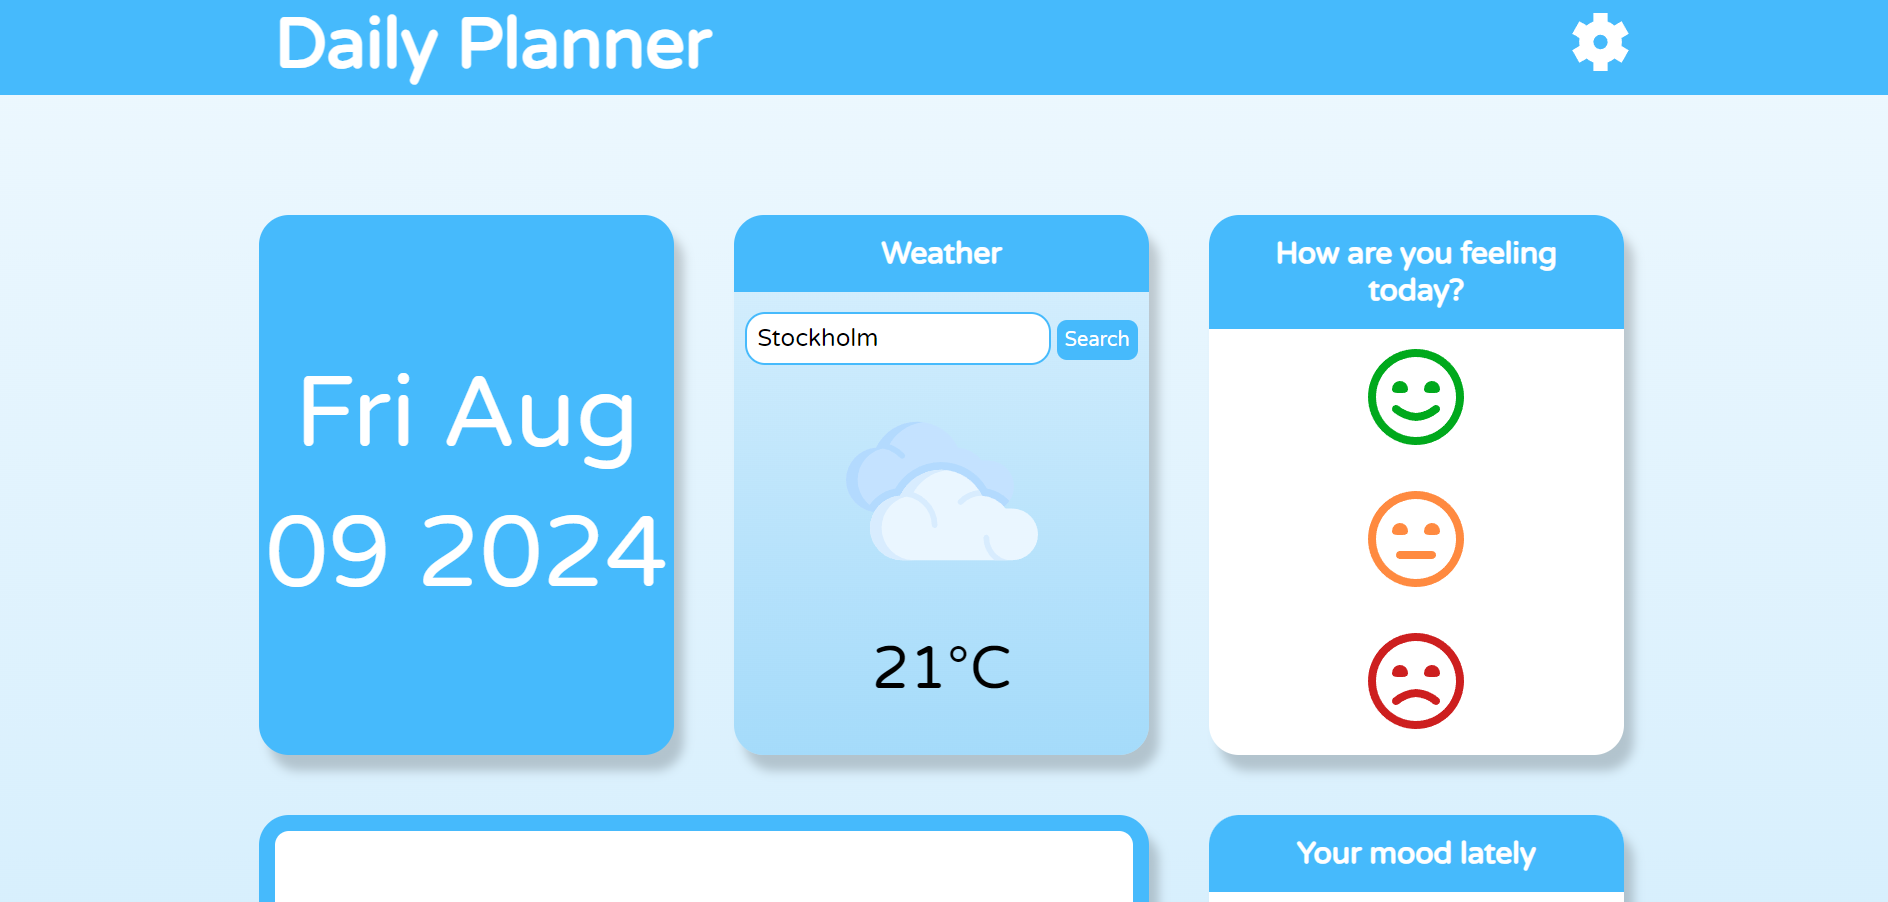 Daily Planner
Fri Aug
09 2024
Weather
Stockholm
Search
21°C
How are you feeling
today?
Your mood lately